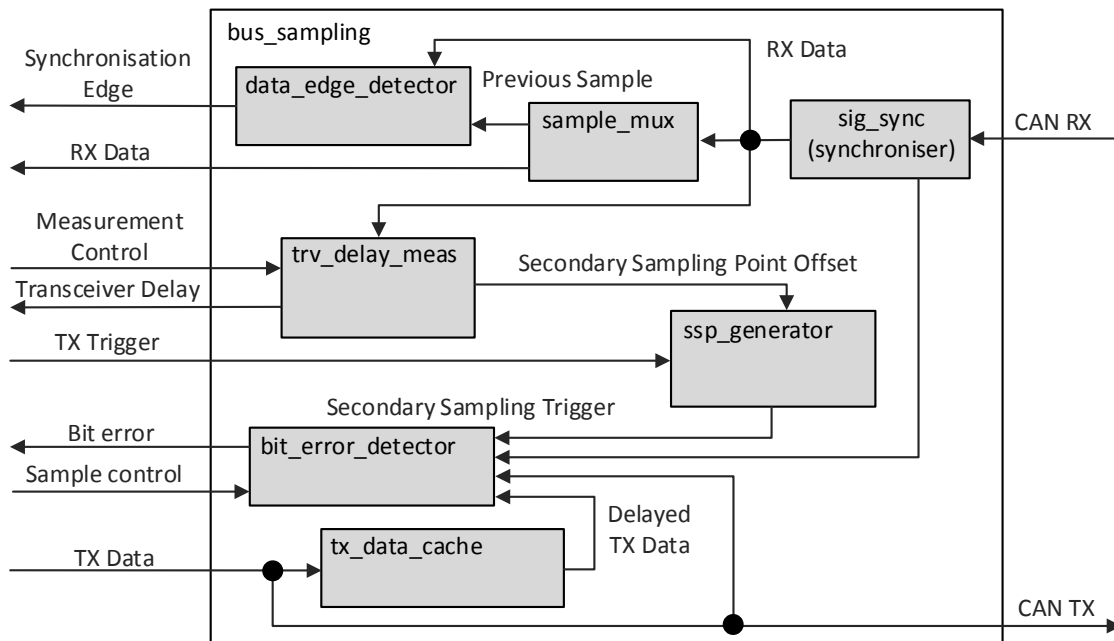 bus_sampling
Synchronisation
Edge
RX Data
data_edge_detector
Previous Sample
sample_mux
sig_sync
(synchroniser)
CAN RX
RX Data
Measurement
Control
trv_delay_meas
Secondary Sampling Point Offset
Transceiver Delay
TX Trigger
ssp_generator
Secondary Sampling Trigger
Bit error
bit_error_detector
Sample control
Delayed
TX Data
tx_data_cache
TX Data
CAN TX